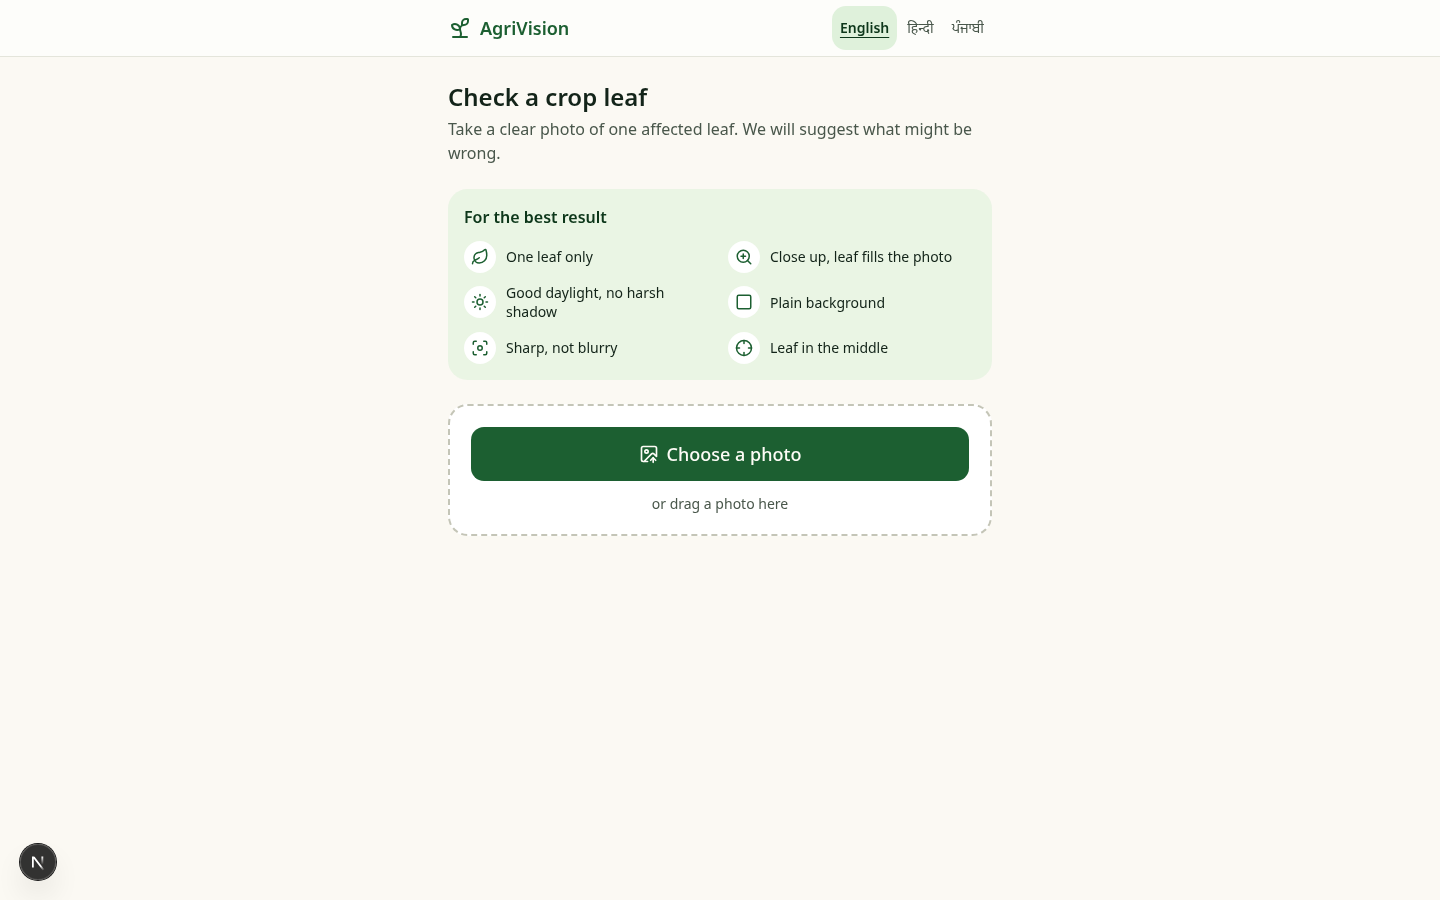 AgriVision
English
हिन्दी
ਪੰਜਾਬੀ
Check a crop leaf
Take a clear photo of one affected leaf. We will suggest what might be
wrong.
For the best result
One leaf only
Close up, leaf fills the photo
Good daylight, no harsh
shadow
Plain background
Sharp, not blurry
Leaf in the middle
Choose a photo
or drag a photo here
N